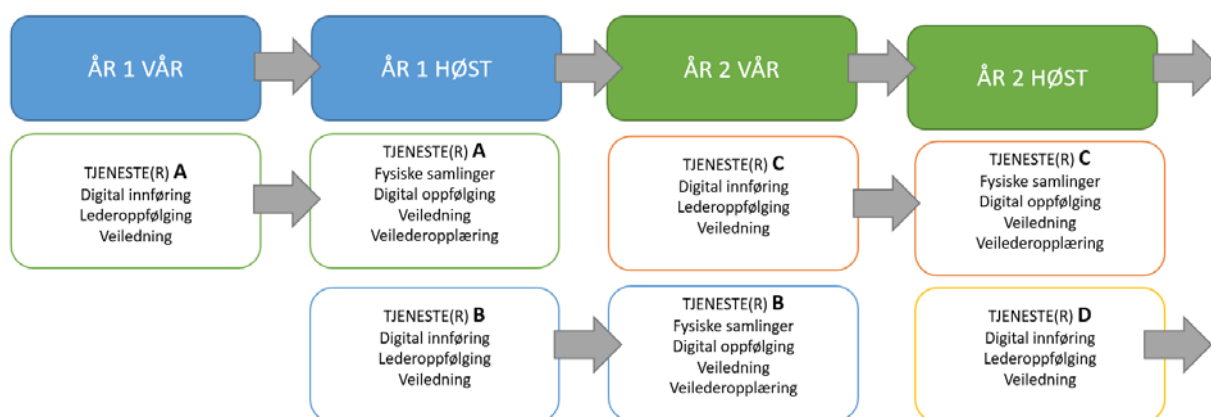 ÅR 1 VÅR
ÅR 1 HØST
ÅR 2 VÅR
ÅR 2 HØST
TJENESTE(R) A
Digital innføring
Lederoppfølging
Veiledning
TJENESTE(R) A
Fysiske samlinger
Digital oppfølging
Veiledning
Veilederopplæring
TJENESTE(R) C
Digital innføring
Lederoppfølging
Veiledning
TJENESTE(R) C
Fysiske samlinger
Digital oppfølging
Veiledning
Veilederopplæring
TJENESTE(R) B
Digital innføring
Lederoppfølging
Veiledning
TJENESTE(R) B
Fysiske samlinger
Digital oppfølging
Veiledning
Veilederopplæring
TJENESTE(R) D
Digital innføring
Lederoppfølging
Veiledning